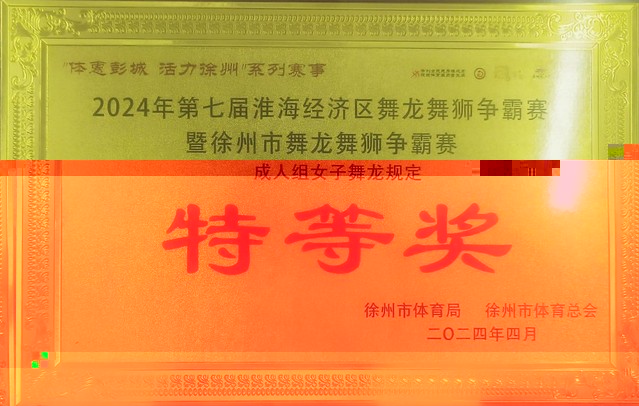 “体惠彭城 活力徐州”系列赛事
2024年第七届淮海经济区舞龙舞狮争霸赛
暨徐州市舞龙舞狮争霸赛
成人组女子舞龙规定
特等奖
徐州市体育局 徐州市体育总会
二〇二四年四月